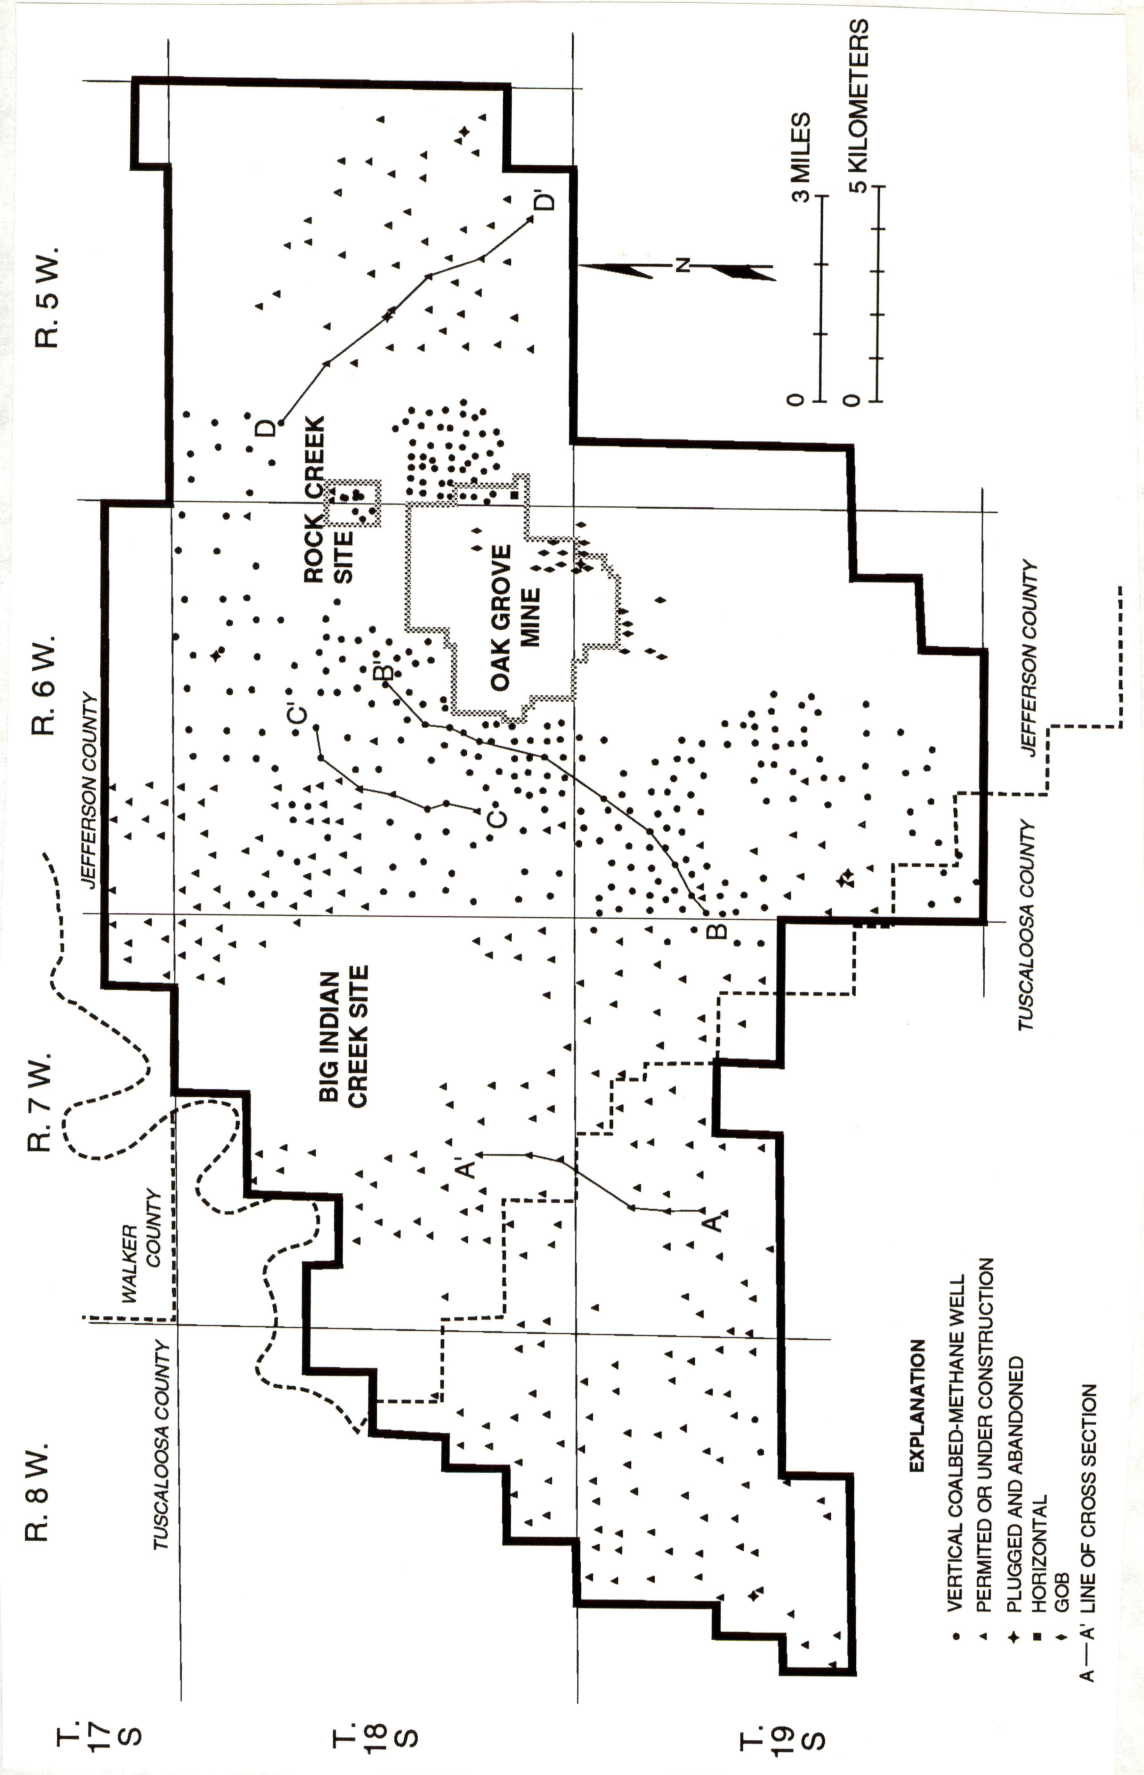 R. 8 W.
R. 7 W.
R. 6 W.
R. 5 W.
T.
17
S
T.
18
S
T.
19
S
TUSCALOOSA COUNTY
WALKER
COUNTY
JEFFERSON COUNTY
BIG INDIAN
CREEK SITE
ROCK CREEK
SITE
OAK GROVE
MINE
A
A'
B
B'
C
C'
D
D'
TUSCALOOSA COUNTY
JEFFERSON COUNTY
N
0 3 MILES
0 5 KILOMETERS
EXPLANATION
VERTICAL COALBED-METHANE WELL
PERMITED OR UNDER CONSTRUCTION
PLUGGED AND ABANDONED
HORIZONTAL
GOB
A — A' LINE OF CROSS SECTION